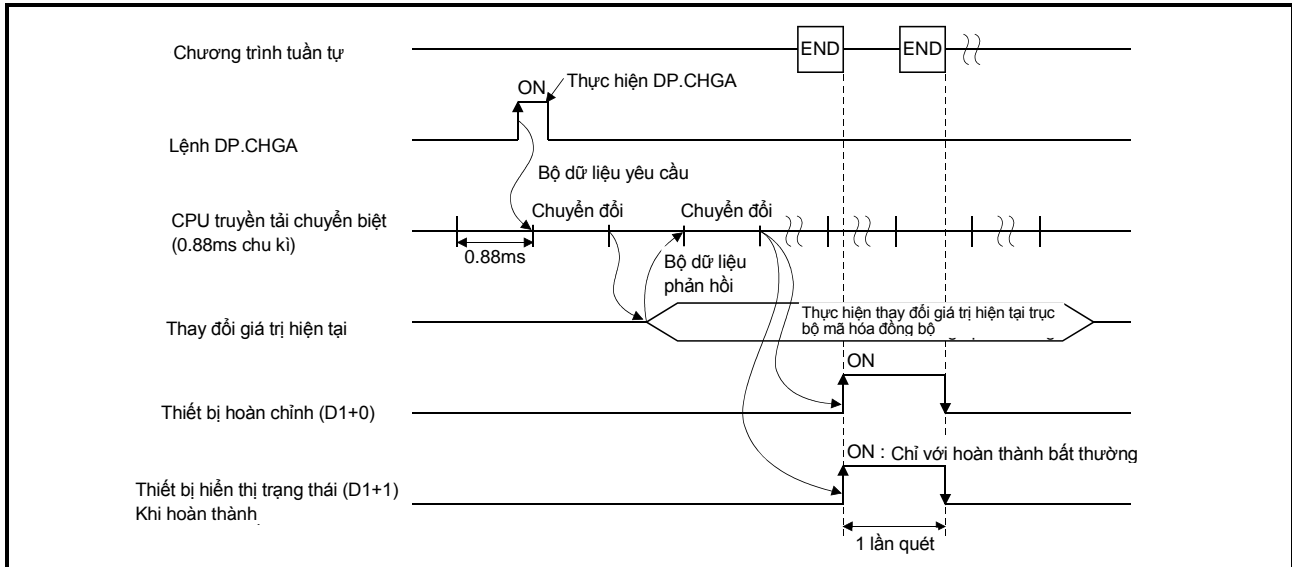 Chương trình tuần tự
END
END
ON
Thực hiện DP.CHGA
Lệnh DP.CHGA
Bộ dữ liệu yêu cầu
CPU truyền tải chuyển biệt
(0.88ms chu kì)
Chuyển đổi
Chuyển đổi
0.88ms
Bộ dữ liệu
phản hồi
Thay đổi giá trị hiện tại
Thực hiện thay đổi giá trị hiện tại trục
bộ mã hóa đồng bộ
ON
Thiết bị hoàn chỉnh (D1+0)
ON : Chỉ với hoàn thành bất thường
Thiết bị hiển thị trạng thái (D1+1)
Khi hoàn thành
1 lần quét